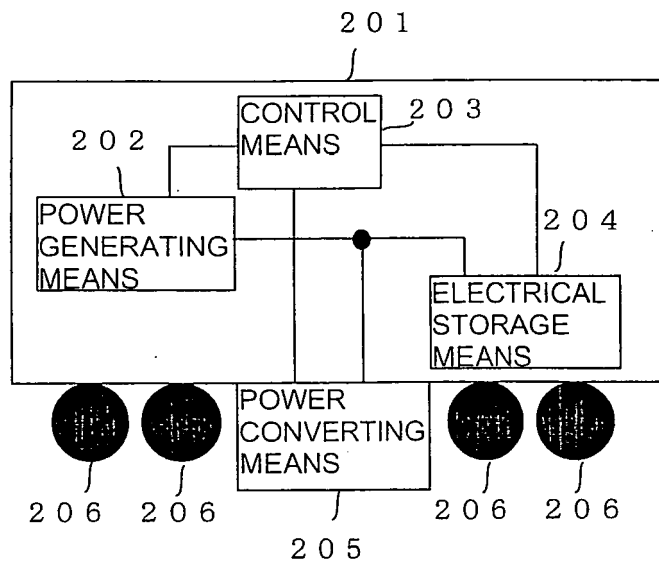 201
CONTROL
MEANS
203
202
POWER
GENERATING
MEANS
204
ELECTRICAL
STORAGE
MEANS
POWER
CONVERTING
MEANS
206
206
206
206
205